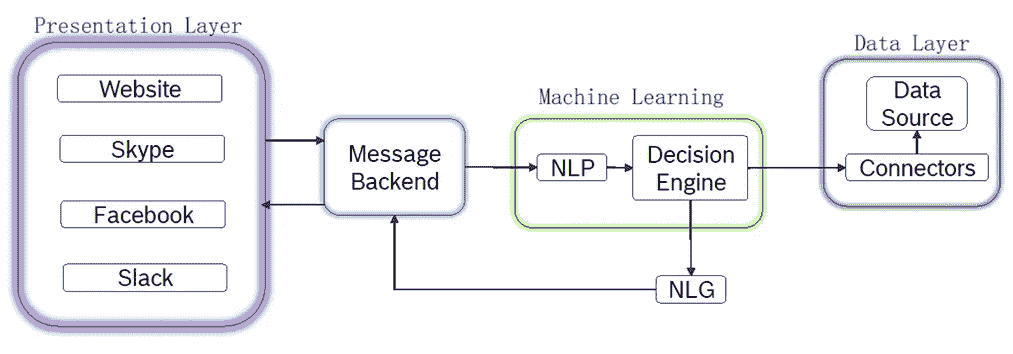 Presentation Layer
Website
Skype
Facebook
Slack
Message
Backend
Machine Learning
NLP
Decision
Engine
NLG
Data Layer
Data
Source
Connectors